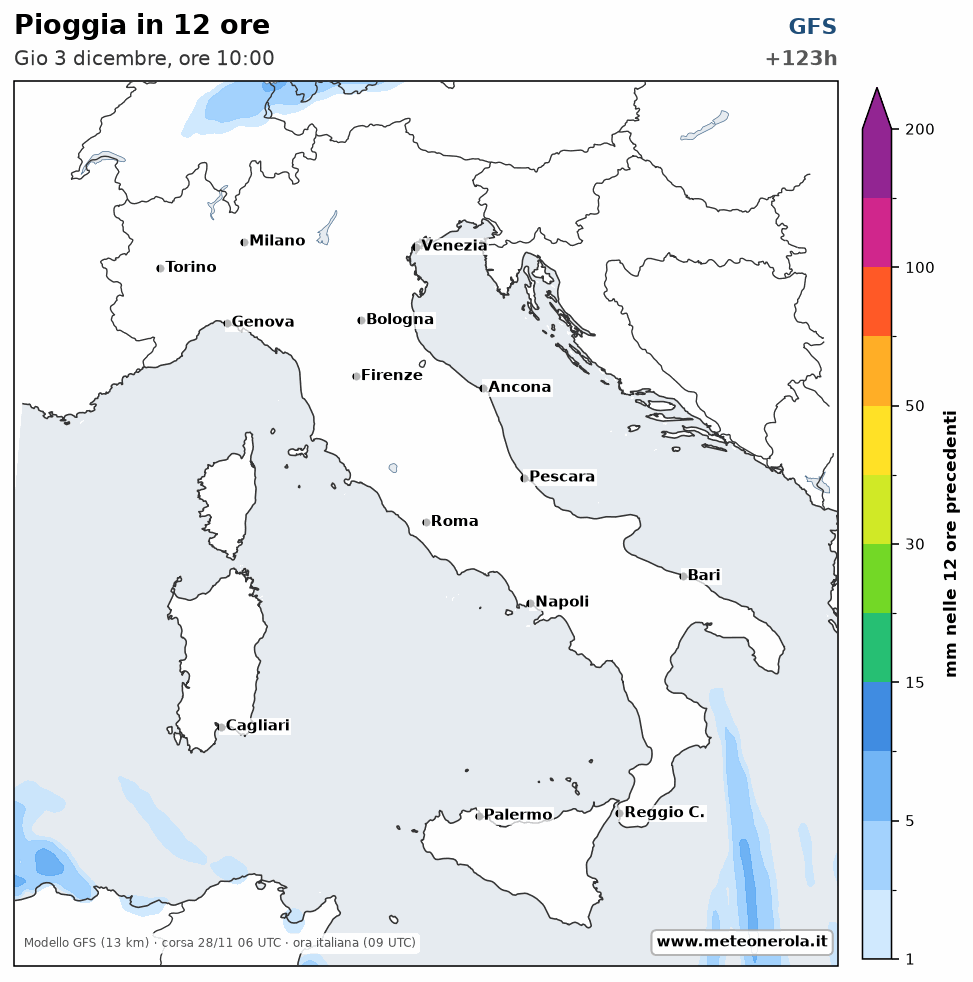 Pioggia in 12 ore
GFS
Gio 3 dicembre, ore 10:00
+123h
200
Milano
Venezia
Torino
100
Genova
Bologna
Firenze
Ancona
50
Pescara
Roma
30
Bari
Napoli
mm nelle 12 ore precedenti
15
Cagliari
Palermo
Reggio C.
5
Modello GFS (13 km) · corsa 28/11 06 UTC · ora italiana (09 UTC)
www.meteonerola.it
1